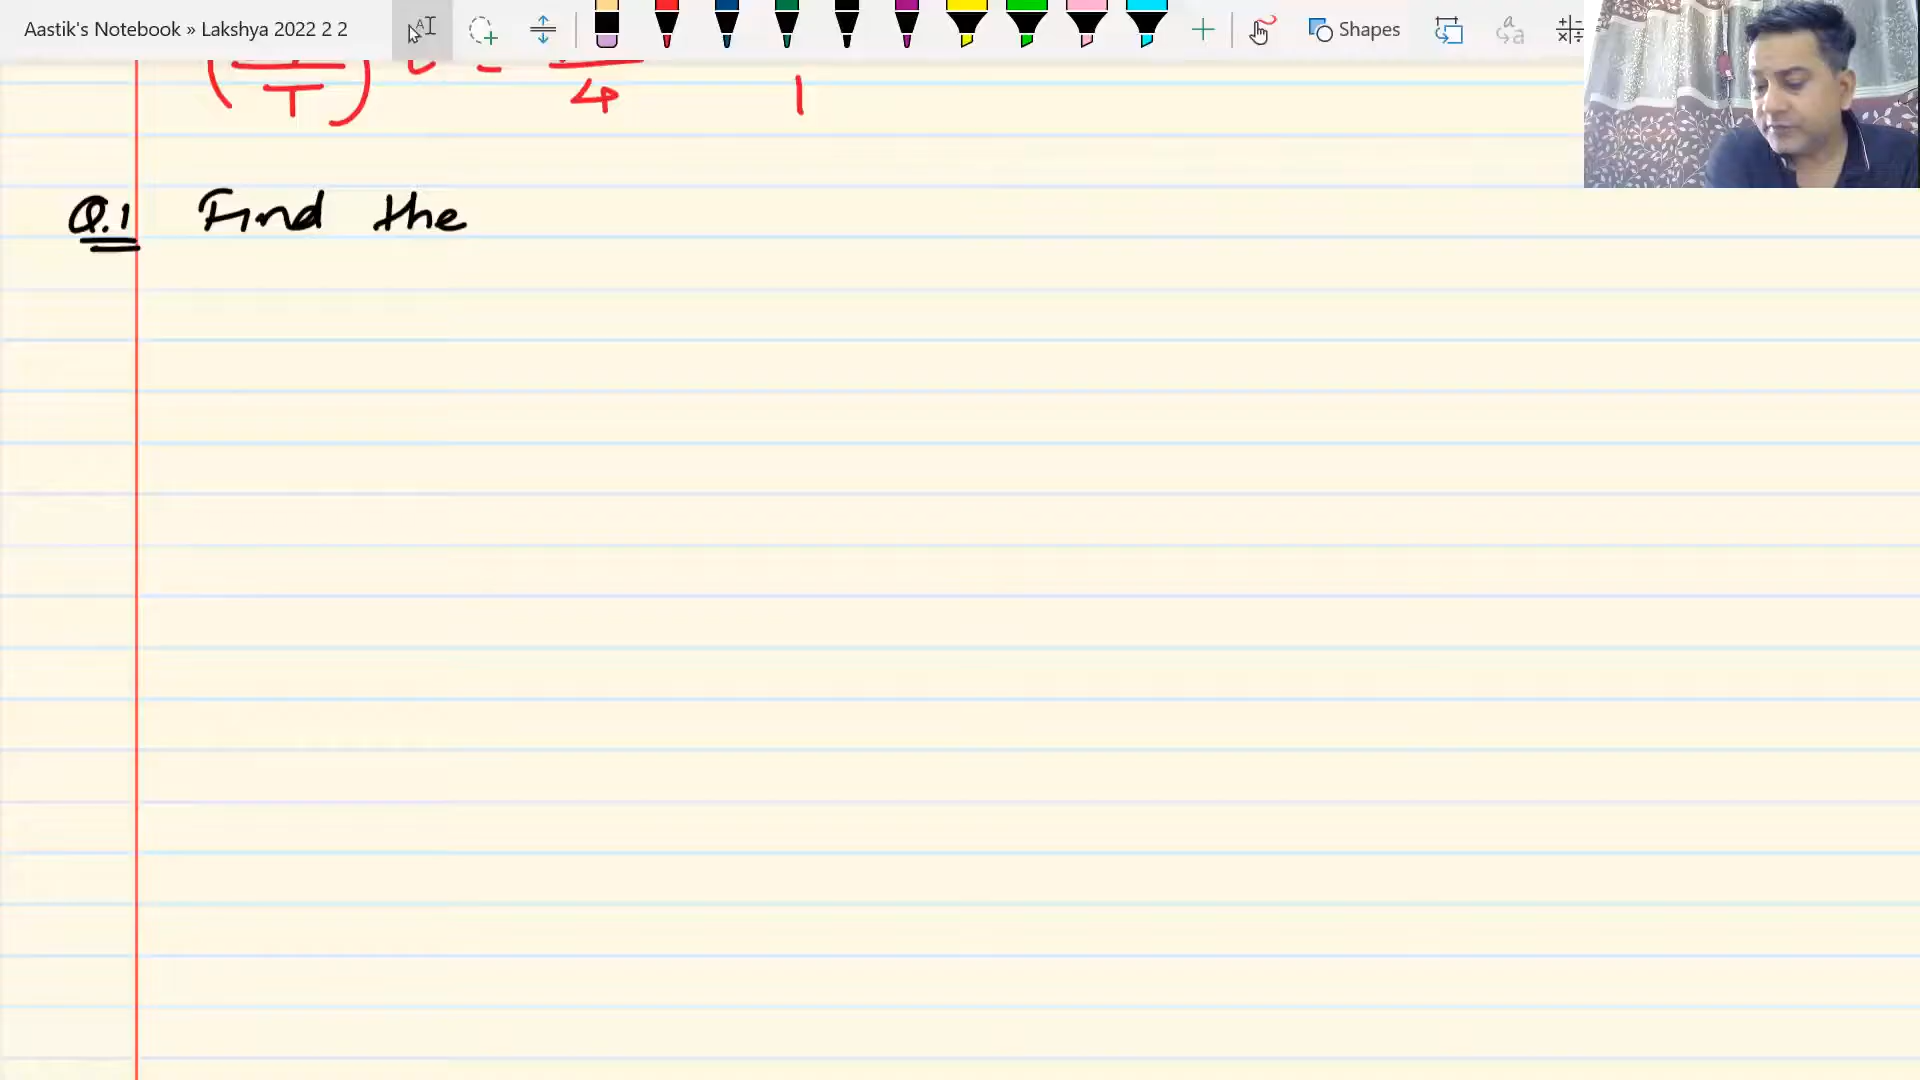 Aastik's Notebook » Lakshya 2022 2 2
Shapes
T 4 1
Q.1 Find the